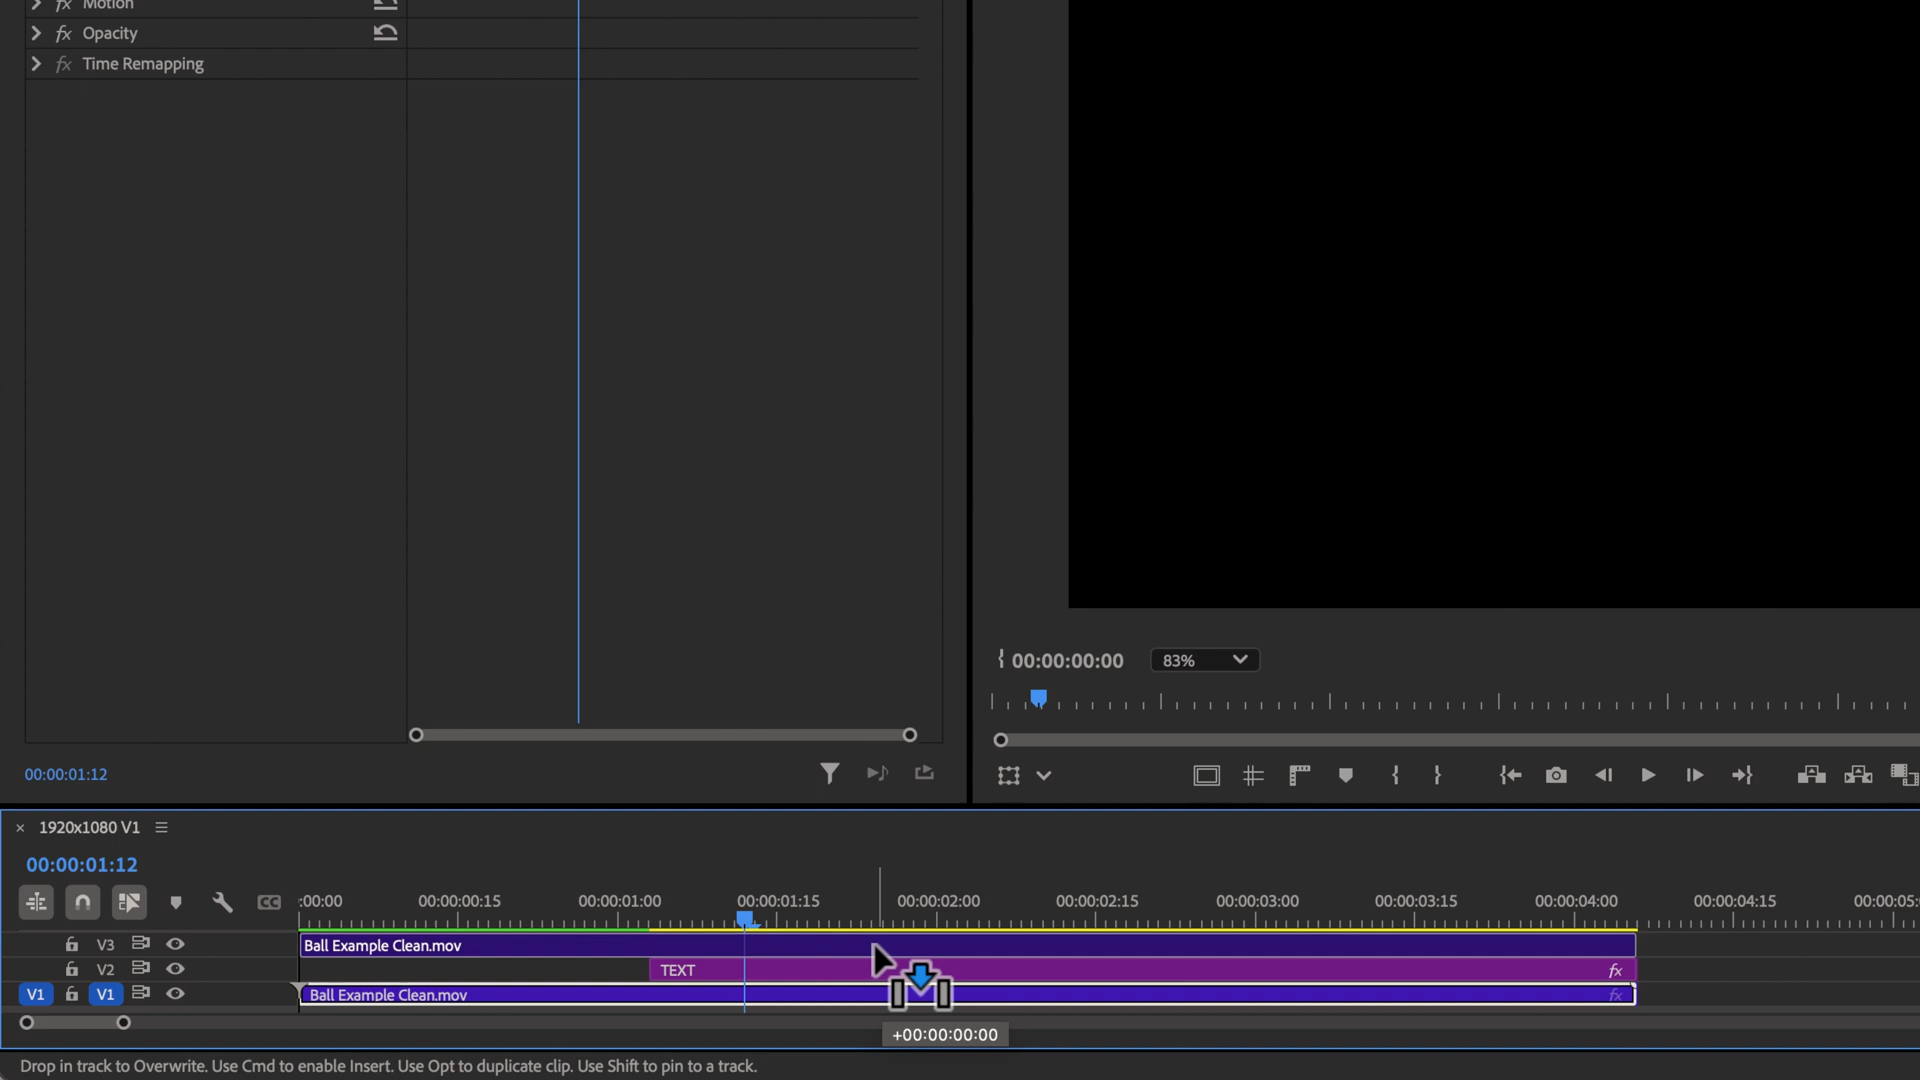 fx Motion
fx Opacity
fx Time Remapping
00:00:00:00
83%
00:00:01:12
1920x1080 V1
00:00:01:12
CC
:00:00
00:00:00:15
00:00:01:00
00:00:01:15
00:00:02:00
00:00:02:15
00:00:03:00
00:00:03:15
00:00:04:00
00:00:04:15
00:00:05:
V3
Ball Example Clean.mov
V2
TEXT
fx
V1
V1
Ball Example Clean.mov
fx
+00:00:00:00
Drop in track to Overwrite. Use Cmd to enable Insert. Use Opt to duplicate clip. Use Shift to pin to a track.